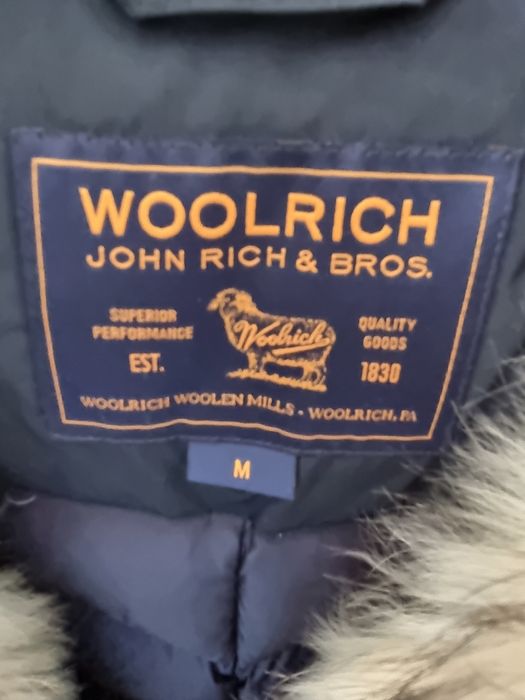 WOOLRICH
JOHN RICH & BROS.
SUPERIOR
PERFORMANCE
EST.
Woolrich
QUALITY
GOODS
1830
WOOLRICH WOOLEN MILLS - WOOLRICH, PA
M